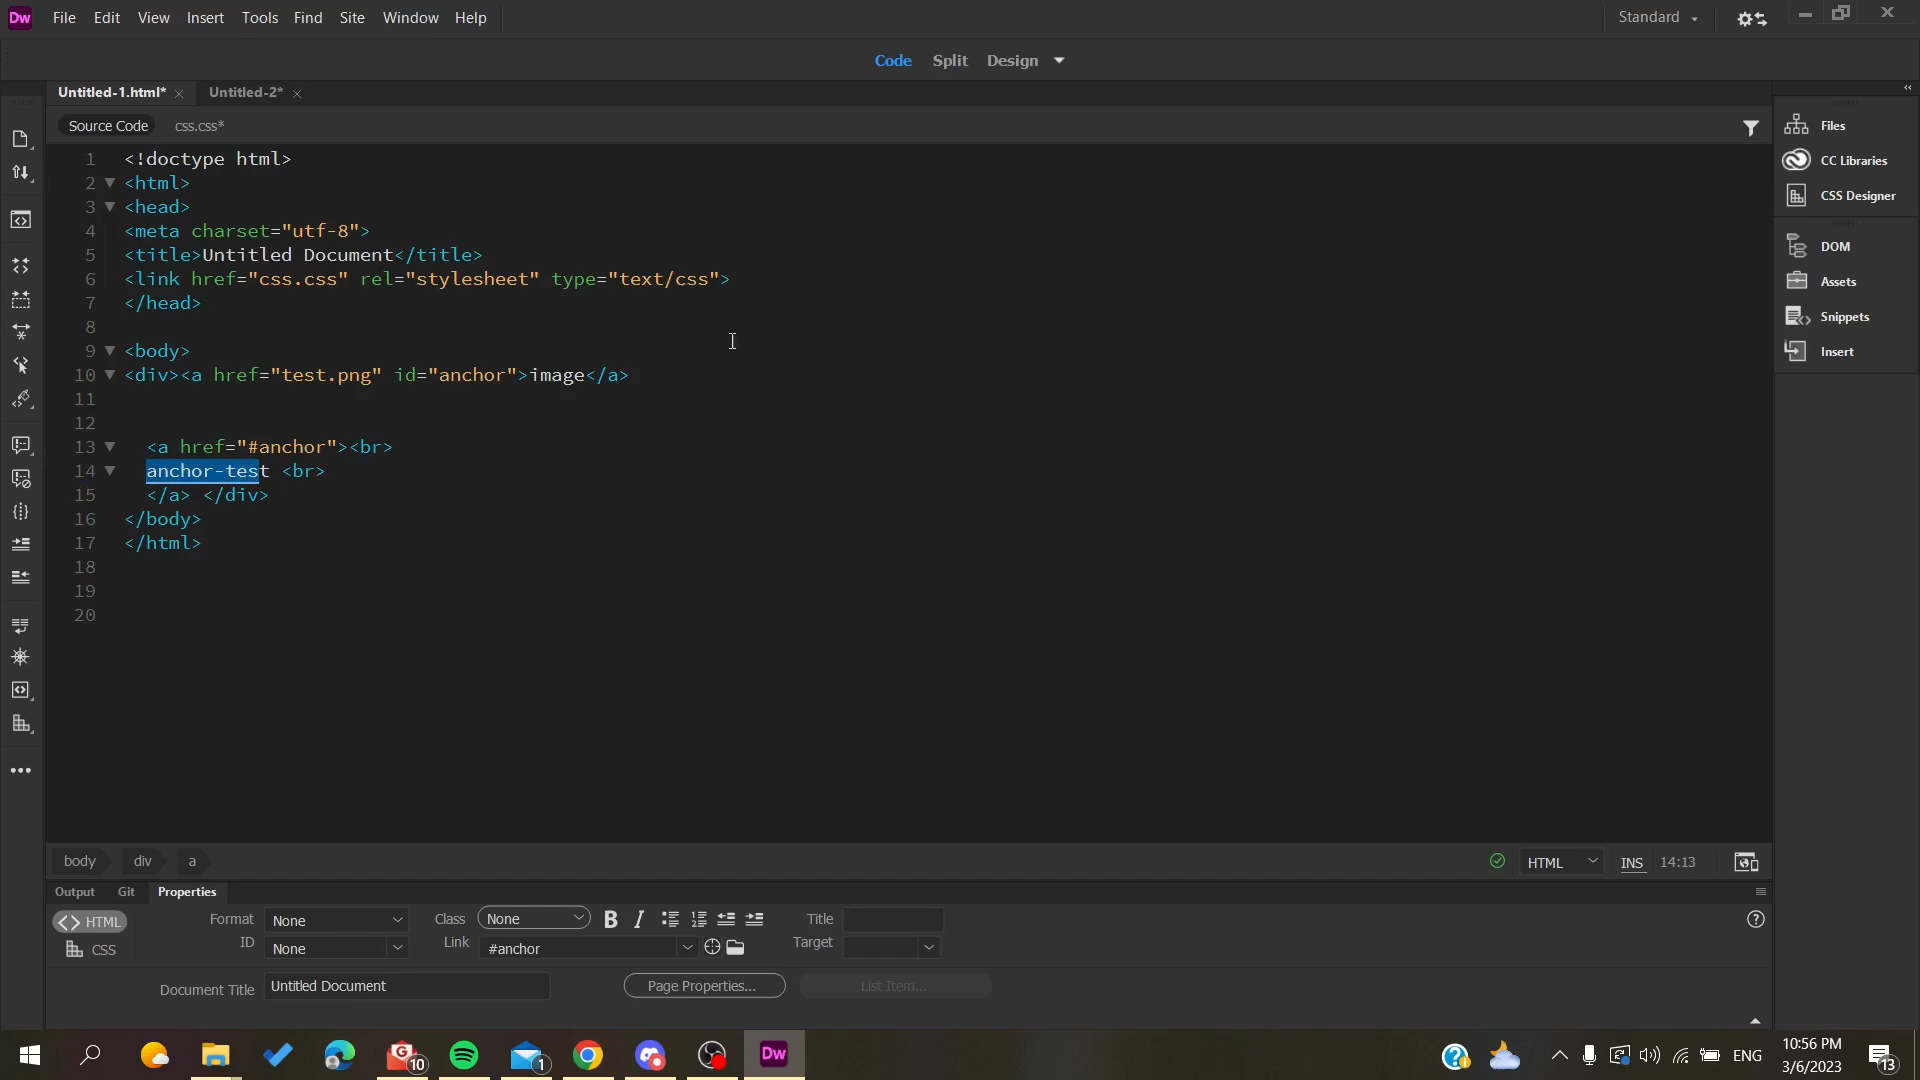 Dw File Edit View Insert Tools Find Site Window Help Standard
Code Split Design
Untitled-1.html* Untitled-2*
Source Code css.css*
1 <!doctype html>
2 <html>
3 <head>
4 <meta charset="utf-8">
5 <title>Untitled Document</title>
6 <link href="css.css" rel="stylesheet" type="text/css">
7 </head>
8
9 <body>
10 <div><a href="test.png" id="anchor">image</a>
11
12
13 <a href="#anchor"><br>
14 anchor-test <br>
15 </a> </div>
16 </body>
17 </html>
18
19
20
Files
CC Libraries
CSS Designer
DOM
Assets
Snippets
Insert
body div a HTML INS 14:13
Output Git Properties
HTML Format None Class None B I Title
CSS ID None Link #anchor Target
Document Title Untitled Document Page Properties... List Item...
10 1 Dw ENG 10:56 PM
3/6/2023 13